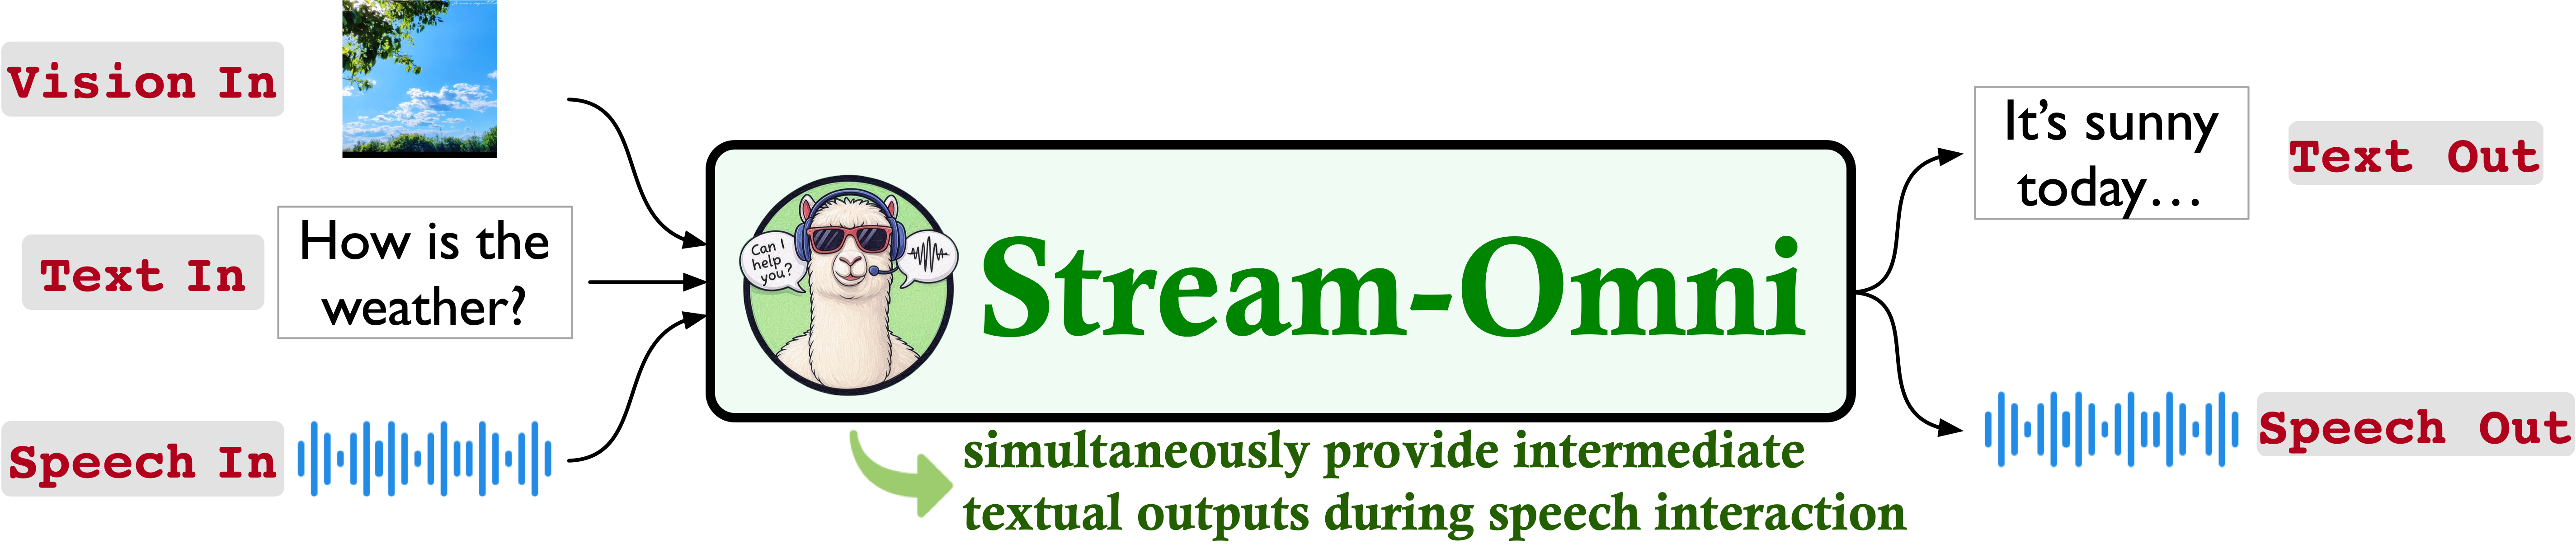 Vision In
Text In
How is the
weather?
Speech In
Can I
help
you?
Stream-Omni
simultaneously provide intermediate
textual outputs during speech interaction
It's sunny
today…
Text Out
Speech Out